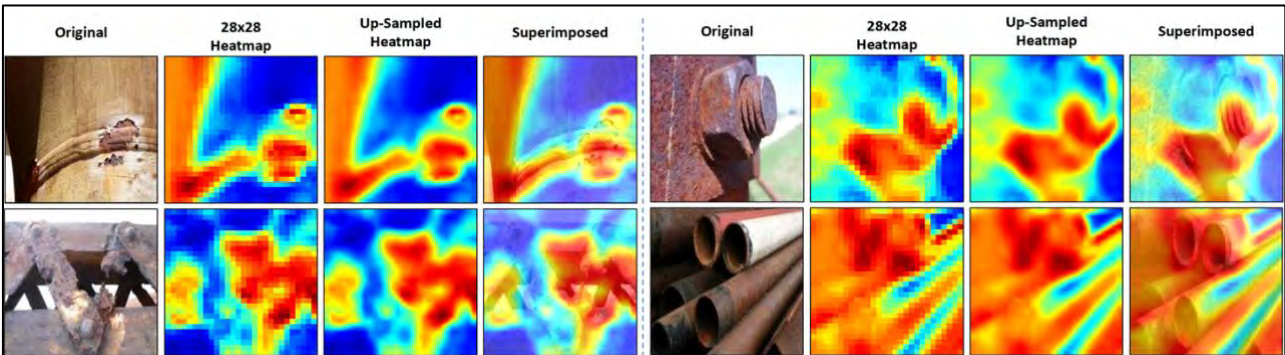 Original
28x28
Heatmap
Up-Sampled
Heatmap
Superimposed
Original
28x28
Heatmap
Up-Sampled
Heatmap
Superimposed